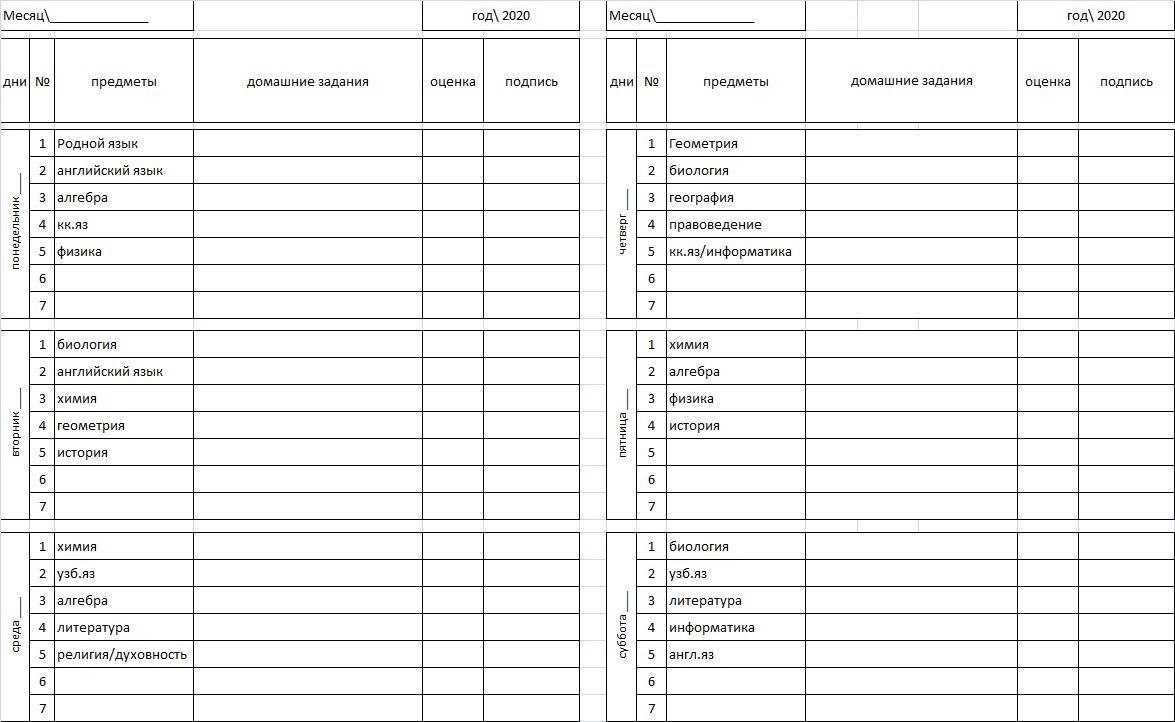 Месяц\______________ год\ 2020
дни № предметы домашние задания оценка подпись
понедельник ___
1 Родной язык
2 английский язык
3 алгебра
4 кк.яз
5 физика
6
7
вторник ___
1 биология
2 английский язык
3 химия
4 геометрия
5 история
6
7
среда ___
1 химия
2 узб.яз
3 алгебра
4 литература
5 религия/духовность
6
7
Месяц\______________ год\ 2020
дни № предметы домашние задания оценка подпись
четверг ___
1 Геометрия
2 биология
3 география
4 правоведение
5 кк.яз/информатика
6
7
пятница ___
1 химия
2 алгебра
3 физика
4 история
5
6
7
суббота ___
1 биология
2 узб.яз
3 литература
4 информатика
5 англ.яз
6
7